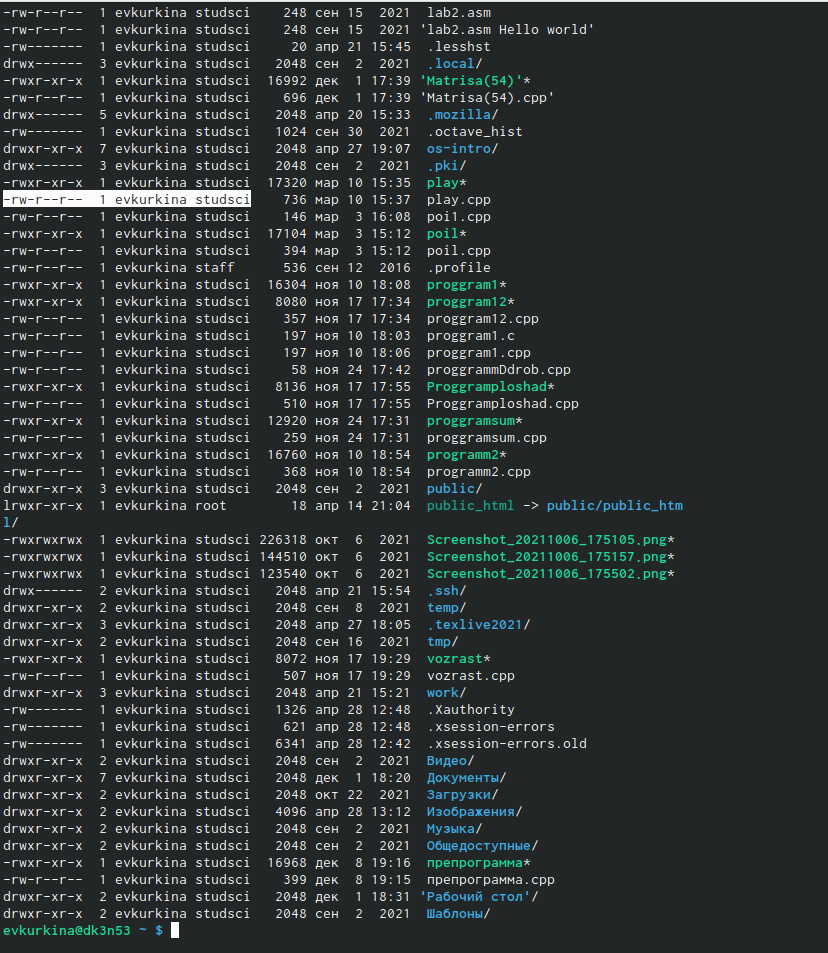 -rw-r--r--  1 evkurkina studsci    248 сен 15  2021  lab2.asm
-rw-r--r--  1 evkurkina studsci    248 сен 15  2021 'lab2.asm Hello world'
-rw-------  1 evkurkina studsci     20 апр 21 15:45  .lesshst
drwx------  3 evkurkina studsci   2048 сен  2  2021  .local/
-rwxr-xr-x  1 evkurkina studsci  16992 дек  1 17:39 'Matrisa(54)'*
-rw-r--r--  1 evkurkina studsci    696 дек  1 17:39 'Matrisa(54).cpp'
drwx------  5 evkurkina studsci   2048 апр 20 15:33  .mozilla/
-rw-------  1 evkurkina studsci   1024 сен 30  2021  .octave_hist
drwxr-xr-x  7 evkurkina studsci   2048 апр 27 19:07  os-intro/
drwx------  3 evkurkina studsci   2048 сен  2  2021  .pki/
-rwxr-xr-x  1 evkurkina studsci  17320 мар 10 15:35  play*
-rw-r--r--  1 evkurkina studsci    736 мар 10 15:37  play.cpp
-rw-r--r--  1 evkurkina studsci    146 мар  3 16:08  poi1.cpp
-rwxr-xr-x  1 evkurkina studsci  17104 мар  3 15:12  poil*
-rw-r--r--  1 evkurkina studsci    394 мар  3 15:12  poil.cpp
-rw-r--r--  1 evkurkina staff      536 сен 12  2016  .profile
-rwxr-xr-x  1 evkurkina studsci  16304 ноя 10 18:08  proggram1*
-rwxr-xr-x  1 evkurkina studsci   8080 ноя 17 17:34  proggram12*
-rw-r--r--  1 evkurkina studsci    357 ноя 17 17:34  proggram12.cpp
-rw-r--r--  1 evkurkina studsci    197 ноя 10 18:03  proggram1.c
-rw-r--r--  1 evkurkina studsci    197 ноя 10 18:06  proggram1.cpp
-rw-r--r--  1 evkurkina studsci     58 ноя 24 17:42  proggrammDdrob.cpp
-rwxr-xr-x  1 evkurkina studsci   8136 ноя 17 17:55  Proggramploshad*
-rw-r--r--  1 evkurkina studsci    510 ноя 17 17:55  Proggramploshad.cpp
-rwxr-xr-x  1 evkurkina studsci  12920 ноя 24 17:31  proggramsum*
-rw-r--r--  1 evkurkina studsci    259 ноя 24 17:31  proggramsum.cpp
-rwxr-xr-x  1 evkurkina studsci  16760 ноя 10 18:54  programm2*
-rw-r--r--  1 evkurkina studsci    368 ноя 10 18:54  programm2.cpp
drwxr-xr-x  3 evkurkina studsci   2048 сен  2  2021  public/
lrwxr-xr-x  1 evkurkina root        18 апр 14 21:04  public_html -> public/public_htm
l/
-rwxrwxrwx  1 evkurkina studsci 226318 окт  6  2021  Screenshot_20211006_175105.png*
-rwxrwxrwx  1 evkurkina studsci 144510 окт  6  2021  Screenshot_20211006_175157.png*
-rwxrwxrwx  1 evkurkina studsci 123540 окт  6  2021  Screenshot_20211006_175502.png*
drwx------  2 evkurkina studsci   2048 апр 21 15:54  .ssh/
drwxr-xr-x  2 evkurkina studsci   2048 сен  8  2021  temp/
drwxr-xr-x  3 evkurkina studsci   2048 апр 27 18:05  .texlive2021/
drwxr-xr-x  2 evkurkina studsci   2048 сен 16  2021  tmp/
-rwxr-xr-x  1 evkurkina studsci   8072 ноя 17 19:29  vozrast*
-rw-r--r--  1 evkurkina studsci    507 ноя 17 19:29  vozrast.cpp
drwxr-xr-x  3 evkurkina studsci   2048 апр 21 15:21  work/
-rw-------  1 evkurkina studsci   1326 апр 28 12:48  .Xauthority
-rw-------  1 evkurkina studsci    621 апр 28 12:48  .xsession-errors
-rw-------  1 evkurkina studsci   6341 апр 28 12:42  .xsession-errors.old
drwxr-xr-x  2 evkurkina studsci   2048 сен  2  2021  Видео/
drwxr-xr-x  7 evkurkina studsci   2048 дек  1 18:20  Документы/
drwxr-xr-x  2 evkurkina studsci   2048 окт 22  2021  Загрузки/
drwxr-xr-x  2 evkurkina studsci   4096 апр 28 13:12  Изображения/
drwxr-xr-x  2 evkurkina studsci   2048 сен  2  2021  Музыка/
drwxr-xr-x  2 evkurkina studsci   2048 сен  2  2021  Общедоступные/
-rwxr-xr-x  1 evkurkina studsci  16968 дек  8 19:16  препрограмма*
-rw-r--r--  1 evkurkina studsci    399 дек  8 19:15  препрограмма.cpp
drwxr-xr-x  2 evkurkina studsci   2048 дек  1 18:31 'Рабочий стол'/
drwxr-xr-x  2 evkurkina studsci   2048 сен  2  2021  Шаблоны/
evkurkina@dk3n53 ~ $